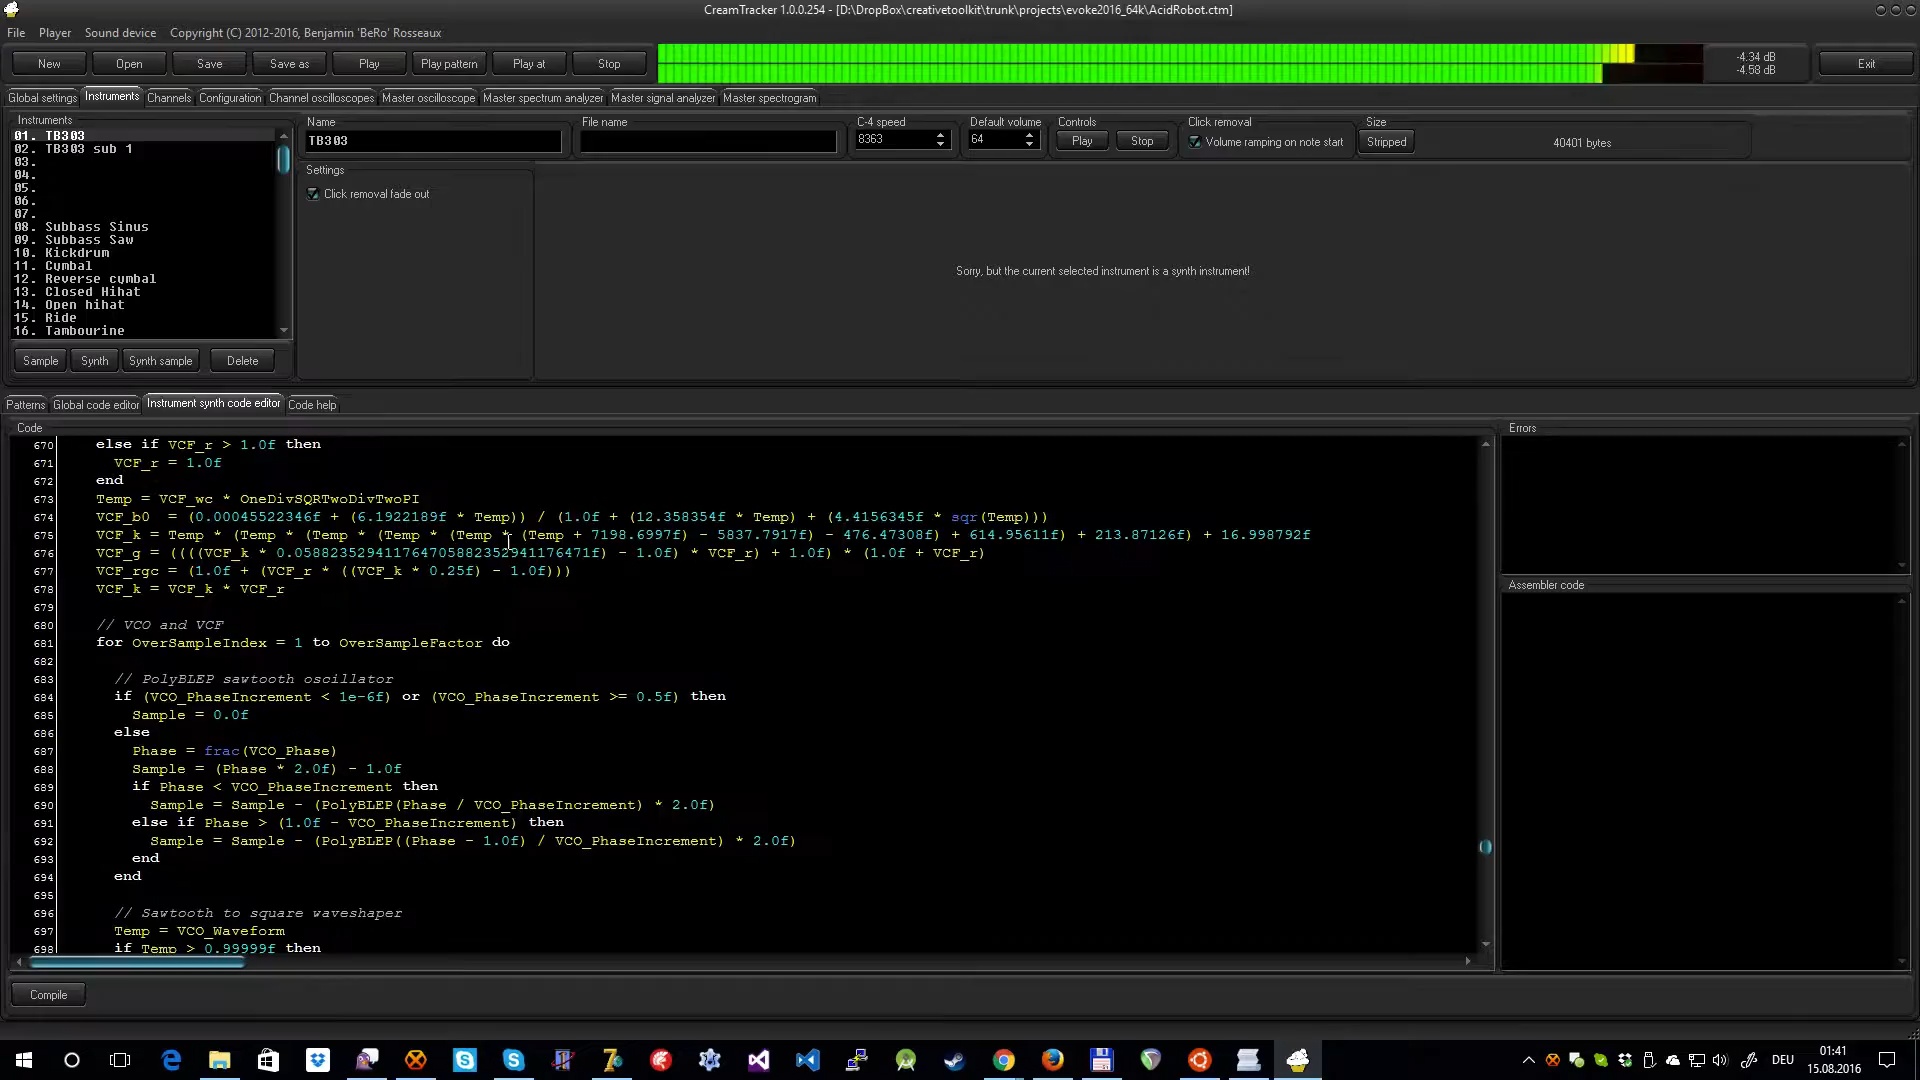 CreamTracker 1.0.0.254 - [D:\DropBox\creativetoolkit\trunk\projects\evoke2016_64k\AcidRobot.ctm]
File Player Sound device Copyright (C) 2012-2016, Benjamin 'BeRo' Rosseaux
New Open Save Save as Play Play pattern Play at Stop
-4.34 dB
-4.58 dB
Exit
Global settings Instruments Channels Configuration Channel oscilloscopes Master oscilloscope Master spectrum analyzer Master signal analyzer Master spectrogram
Instruments
01. TB303
02. TB303 sub 1
03.
04.
05.
06.
07.
08. Subbass Sinus
09. Subbass Saw
10. Kickdrum
11. Cymbal
12. Reverse cymbal
13. Closed Hihat
14. Open hihat
15. Ride
16. Tambourine
Sample Synth Synth sample Delete
Name File name C-4 speed Default volume Controls Click removal Size
TB303 8363 64 Play Stop Volume ramping on note start Stripped 40401 bytes
Settings
Click removal fade out
Sorry, but the current selected instrument is a synth instrument!
Patterns Global code editor Instrument synth code editor Code help
Code
670 else if VCF_r > 1.0f then
671 VCF_r = 1.0f
672 end
673 Temp = VCF_wc * OneDivSQRTwoDivTwoPI
674 VCF_b0 = (0.00045522346f + (6.1922189f * Temp)) / (1.0f + (12.358354f * Temp) + (4.4156345f * sqr(Temp)))
675 VCF_k = Temp * (Temp * (Temp * (Temp * (Temp * (Temp + 7198.6997f) - 5837.7917f) - 476.47308f) + 614.95611f) + 213.87126f) + 16.998792f
676 VCF_g = ((((VCF_k * 0.058823529411764705882352941176471f) - 1.0f) * VCF_r) + 1.0f) * (1.0f + VCF_r)
677 VCF_rgc = (1.0f + (VCF_r * ((VCF_k * 0.25f) - 1.0f)))
678 VCF_k = VCF_k * VCF_r
679
680 // VCO and VCF
681 for OverSampleIndex = 1 to OverSampleFactor do
682
683 // PolyBLEP sawtooth oscillator
684 if (VCO_PhaseIncrement < 1e-6f) or (VCO_PhaseIncrement >= 0.5f) then
685 Sample = 0.0f
686 else
687 Phase = frac(VCO_Phase)
688 Sample = (Phase * 2.0f) - 1.0f
689 if Phase < VCO_PhaseIncrement then
690 Sample = Sample - (PolyBLEP(Phase / VCO_PhaseIncrement) * 2.0f)
691 else if Phase > (1.0f - VCO_PhaseIncrement) then
692 Sample = Sample - (PolyBLEP((Phase - 1.0f) / VCO_PhaseIncrement) * 2.0f)
693 end
694 end
695
696 // Sawtooth to square waveshaper
697 Temp = VCO_Waveform
698 if Temp > 0.99999f then
Errors
Assembler code
Compile
DEU
01:41
15.08.2016